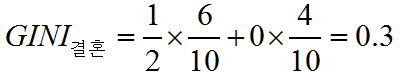 GINI결혼 = 1/2 × 6/10 + 0 × 4/10 = 0.3